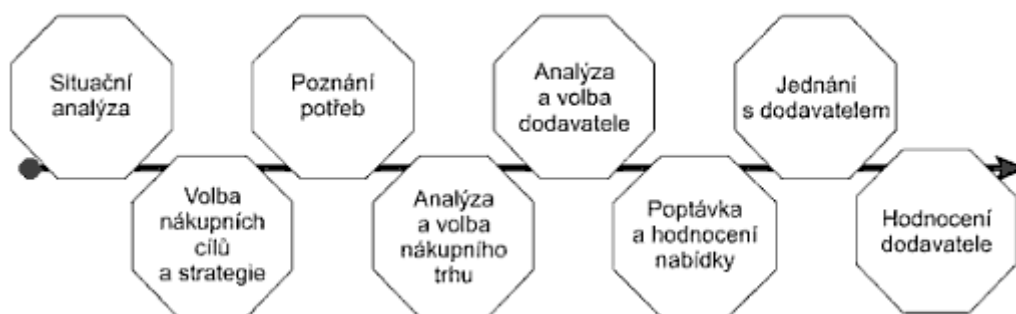 Situační
analýza
Volba
nákupních
cílů
a strategie
Poznání
potřeb
Analýza
a volba
nákupního
trhu
Analýza
a volba
dodavatele
Poptávka
a hodnocení
nabídky
Jednání
s dodavatelem
Hodnocení
dodavatele